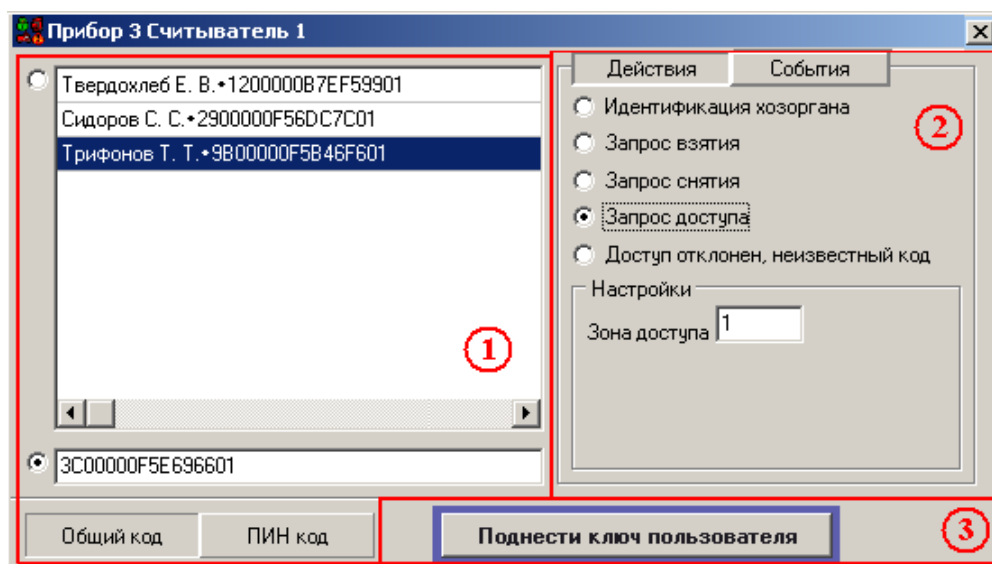 Прибор 3 Считыватель 1
Твердохлеб Е. В.•1200000B7EF59901
Сидоров С. С.•2900000F56DC7C01
Трифонов Т. Т.•9B00000F5B46F601
1
3C00000F5E696601
Общий код
ПИН код
Действия
События
2
Идентификация хозоргана
Запрос взятия
Запрос снятия
Запрос доступа
Доступ отклонен, неизвестный код
Настройки
Зона доступа 1
Поднести ключ пользователя
3